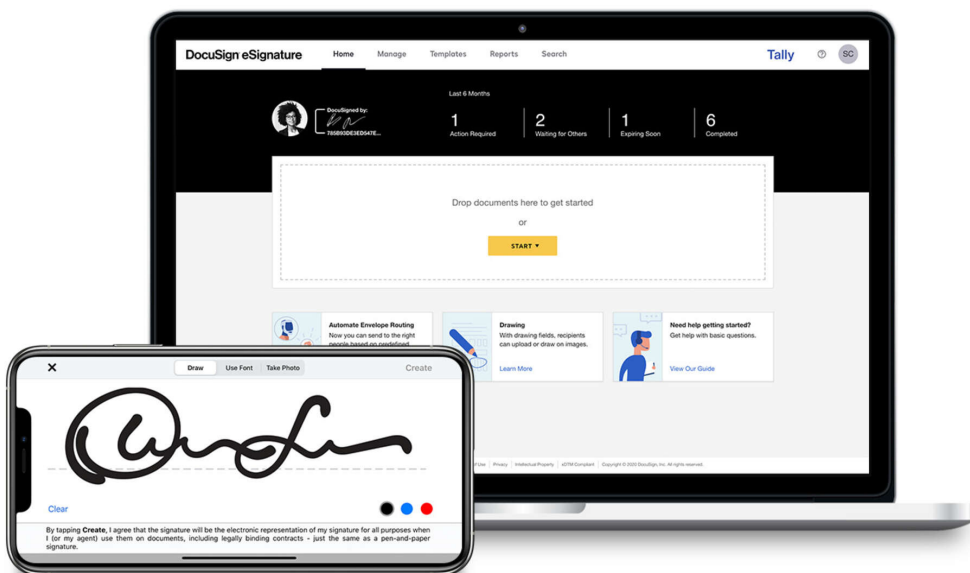 DocuSign eSignature Home Manage Templates Reports Search Tally ? SC
Last 6 Months
DocuSigned by:
1 2 1 6
Action Required Waiting for Others Expiring Soon Completed
Drop documents here to get started
or
START
Automate Envelope Routing
Now you can send to the right
people based on predefined
Drawing
With drawing fields, recipients
can upload or draw on images.
Learn More
Need help getting started?
Get help with basic questions.
View Our Guide
Use Privacy Intellectual Property xDTM Compliant Copyright © 2020 DocuSign, Inc. All rights reserved.
Draw Use Font Take Photo Create
Clear
By tapping Create, I agree that the signature will be the electronic representation of my signature for all purposes when
I (or my agent) use them on documents, including legally binding contracts - just the same as a pen-and-paper
signature.